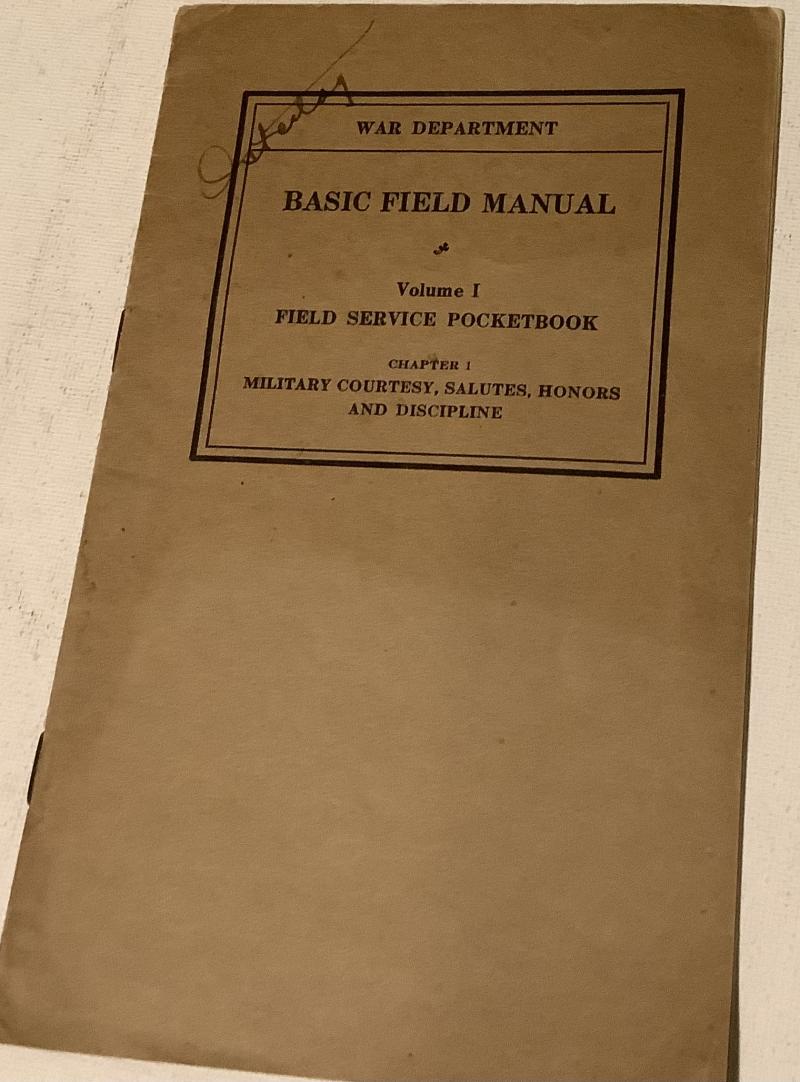 WAR DEPARTMENT
BASIC FIELD MANUAL
Volume I
FIELD SERVICE POCKETBOOK
CHAPTER 1
MILITARY COURTESY, SALUTES, HONORS
AND DISCIPLINE